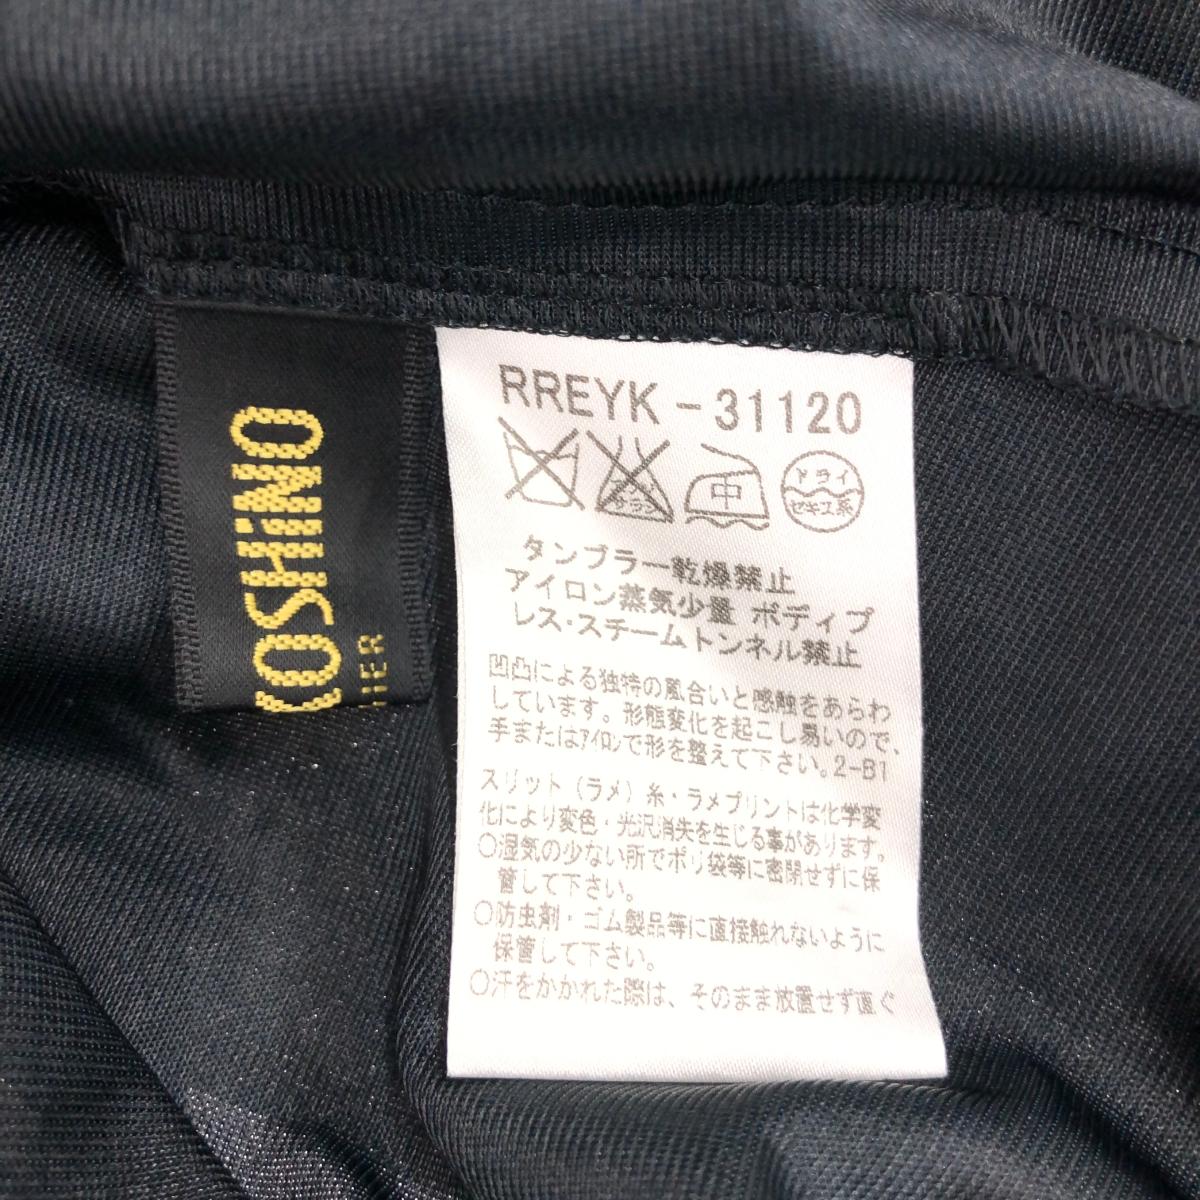 COSHiNO
HIER
RREYK-31120
エンソ
サラシ
中
ドライ
セキユ系
タンブラー乾燥禁止
アイロン蒸気少量 ボディプ
レス・スチームトンネル禁止
凹凸による独特の風合いと感触をあらわ
しています。形態変化を起こし易いので、
手またはアイロンで形を整えて下さい。2-B1
スリット（ラメ）糸・ラメプリントは化学変
化により変色・光沢消失を生じる事があります。
○湿気の少ない所でポリ袋等に密閉せずに保
管して下さい。
○防虫剤・ゴム製品等に直接触れないように
保管して下さい。
○汗をかかれた際は、そのまま放置せず直ぐ